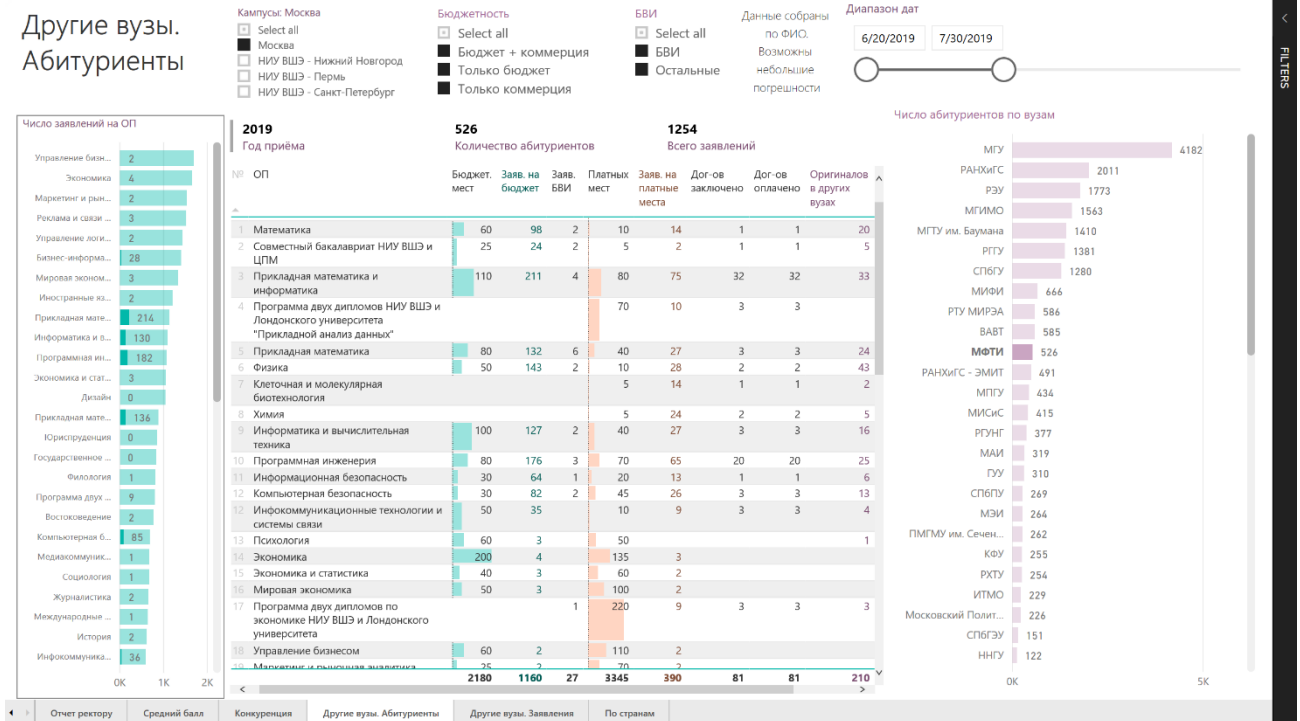 Другие вузы.
Абитуриенты
Кампусы: Москва
Select all
Москва
НИУ ВШЭ - Нижний Новгород
НИУ ВШЭ - Пермь
НИУ ВШЭ - Санкт-Петербург
Бюджетность
Select all
Бюджет + коммерция
Только бюджет
Только коммерция
БВИ
Select all
БВИ
Остальные
Данные собраны
по ФИО.
Возможны
небольшие
погрешности
Диапазон дат
6/20/2019 7/30/2019
FILTERS
Число заявлений на ОП
Управление бизн... 2
Экономика 4
Маркетинг и рын... 2
Реклама и связи ... 3
Управление логи... 2
Бизнес-информа... 28
Мировая эконом... 3
Иностранные яз... 2
Прикладная мате... 214
Информатика и в... 130
Программная ин... 182
Экономика и стат... 3
Дизайн 0
Прикладная мате... 136
Юриспруденция 0
Государственное ... 0
Филология 1
Программа двух ... 9
Востоковедение 2
Компьютерная б... 85
Медиакоммуник... 1
Социология 1
Журналистика 2
Международные ... 1
История 2
Инфокоммуника... 36
0K 1K 2K
2019 526 1254
Год приёма Количество абитуриентов Всего заявлений
№ ОП Бюджет. Заяв. на Заяв. Платных Заяв. на Дог-ов Дог-ов Оригиналов
мест бюджет БВИ мест платные заключено оплачено в других
места вузах
1 Математика 60 98 2 10 14 1 1 20
2 Совместный бакалавриат НИУ ВШЭ и 25 24 2 5 2 1 1 5
ЦПМ
3 Прикладная математика и 110 211 4 80 75 32 32 33
информатика
4 Программа двух дипломов НИУ ВШЭ и 70 10 3 3
Лондонского университета
"Прикладной анализ данных"
5 Прикладная математика 80 132 6 40 27 3 3 24
6 Физика 50 143 2 10 28 2 2 43
7 Клеточная и молекулярная 5 14 1 1 2
биотехнология
8 Химия 5 24 2 2 5
9 Информатика и вычислительная 100 127 2 40 27 3 3 16
техника
10 Программная инженерия 80 176 3 70 65 20 20 25
11 Информационная безопасность 30 64 1 20 13 1 1 6
12 Компьютерная безопасность 30 82 2 45 26 3 3 13
12 Инфокоммуникационные технологии и 50 35 10 9 3 3 4
системы связи
13 Психология 60 3 50 1
14 Экономика 200 4 135 3
15 Экономика и статистика 40 3 60 2
16 Мировая экономика 50 3 100 2
17 Программа двух дипломов по 1 220 9 3 3 3
экономике НИУ ВШЭ и Лондонского
университета
18 Управление бизнесом 60 2 110 2
19 Маркетинг и рыночная аналитика 25 2 70 2
2180 1160 27 3345 390 81 81 210
Число абитуриентов по вузам
МГУ 4182
РАНХиГС 2011
РЭУ 1773
МГИМО 1563
МГТУ им. Баумана 1410
РГГУ 1381
СПбГУ 1280
МИФИ 666
РТУ МИРЭА 586
ВАВТ 585
МФТИ 526
РАНХиГС - ЭМИТ 491
МПГУ 434
МИСиС 415
РГУНГ 377
МАИ 319
ГУУ 310
СПбПУ 269
МЭИ 264
ПМГМУ им. Сечен... 262
КФУ 255
РХТУ 254
ИТМО 229
Московский Полит... 226
СПбГЭУ 151
ННГУ 122
0K 5K
Отчет ректору Средний балл Конкуренция Другие вузы. Абитуриенты Другие вузы. Заявления По странам